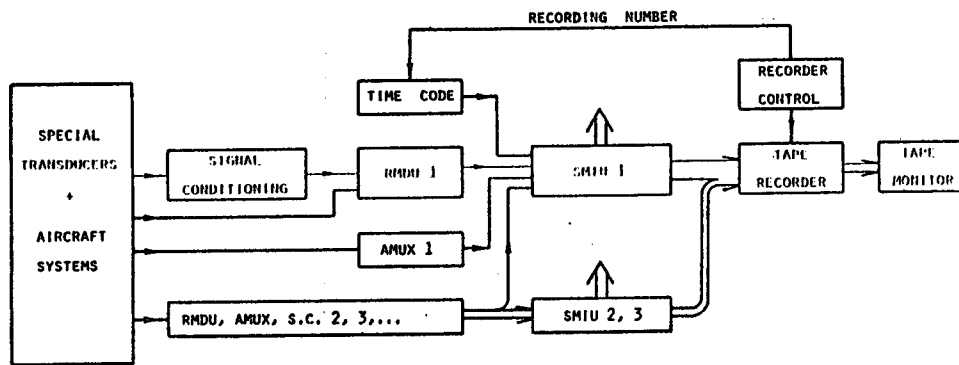 RECORDING NUMBER
TIME CODE
RECORDER
CONTROL
SPECIAL
TRANSDUCERS
+
AIRCRAFT
SYSTEMS
SIGNAL
CONDITIONING
RMDU 1
SMIU 1
TAPE
RECORDER
TAPE
MONITOR
AMUX 1
RMDU, AMUX, S.C. 2, 3,...
SMIU 2, 3